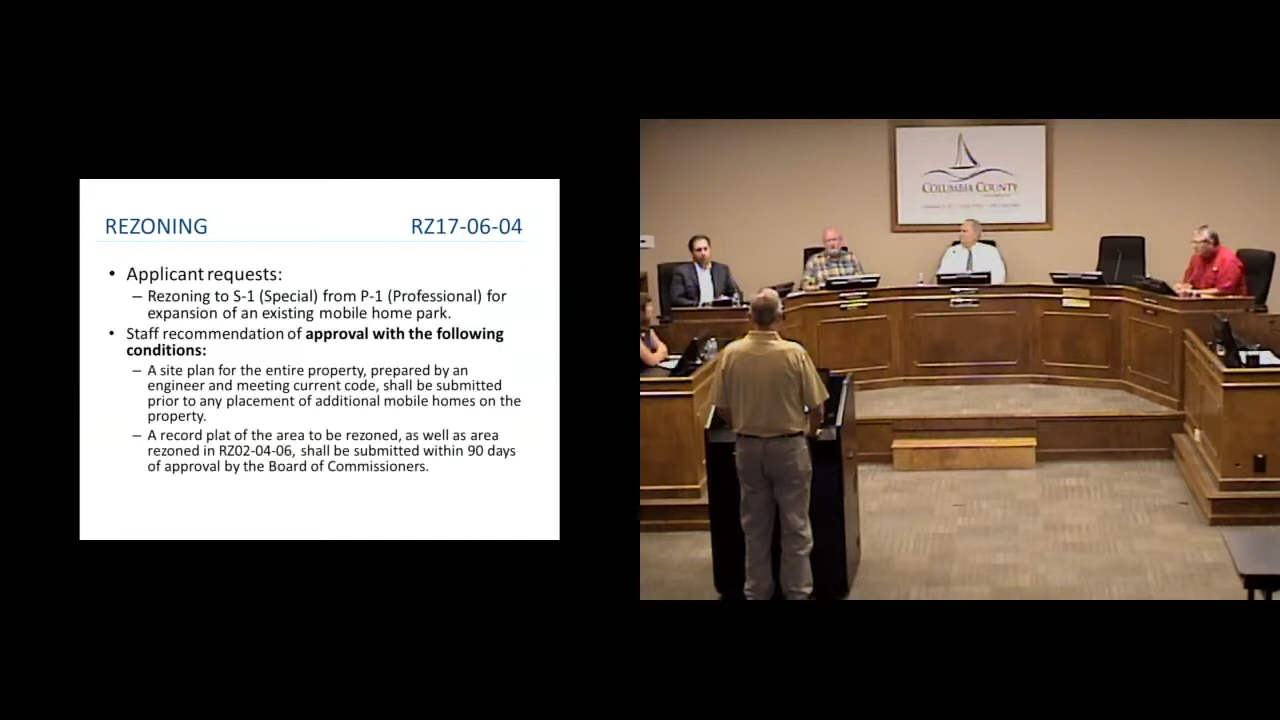 REZONING RZ17-06-04
• Applicant requests:
– Rezoning to S-1 (Special) from P-1 (Professional) for
expansion of an existing mobile home park.
• Staff recommendation of approval with the following
conditions:
– A site plan for the entire property, prepared by an
engineer and meeting current code, shall be submitted
prior to any placement of additional mobile homes on the
property.
– A record plat of the area to be rezoned, as well as area
rezoned in RZ02-04-06, shall be submitted within 90 days
of approval by the Board of Commissioners.
COLUMBIA COUNTY